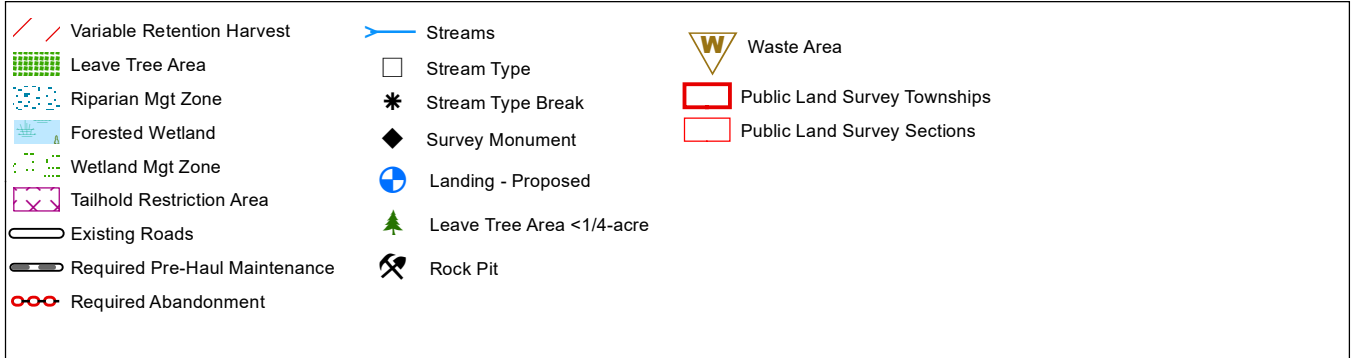 Variable Retention Harvest
Leave Tree Area
Riparian Mgt Zone
Forested Wetland
Wetland Mgt Zone
Tailhold Restriction Area
Existing Roads
Required Pre-Haul Maintenance
Required Abandonment
Streams
Stream Type
Stream Type Break
Survey Monument
Landing - Proposed
Leave Tree Area <1/4-acre
Rock Pit
W
Waste Area
Public Land Survey Townships
Public Land Survey Sections